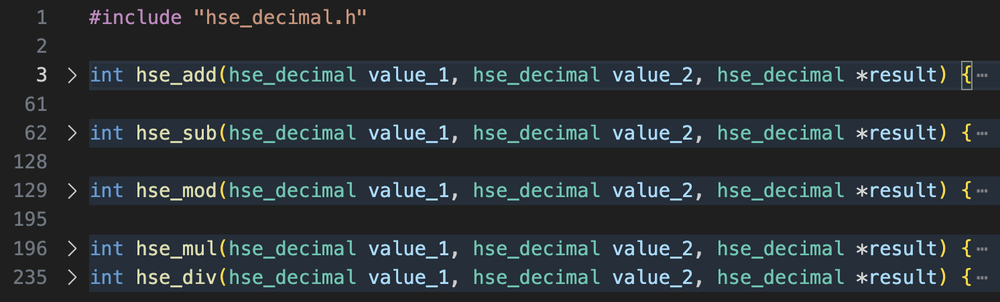 1 #include "hse_decimal.h"
2
3 > int hse_add(hse_decimal value_1, hse_decimal value_2, hse_decimal *result) {⋯
61
62 > int hse_sub(hse_decimal value_1, hse_decimal value_2, hse_decimal *result) {⋯
128
129 > int hse_mod(hse_decimal value_1, hse_decimal value_2, hse_decimal *result) {⋯
195
196 > int hse_mul(hse_decimal value_1, hse_decimal value_2, hse_decimal *result) {⋯
235 > int hse_div(hse_decimal value_1, hse_decimal value_2, hse_decimal *result) {⋯